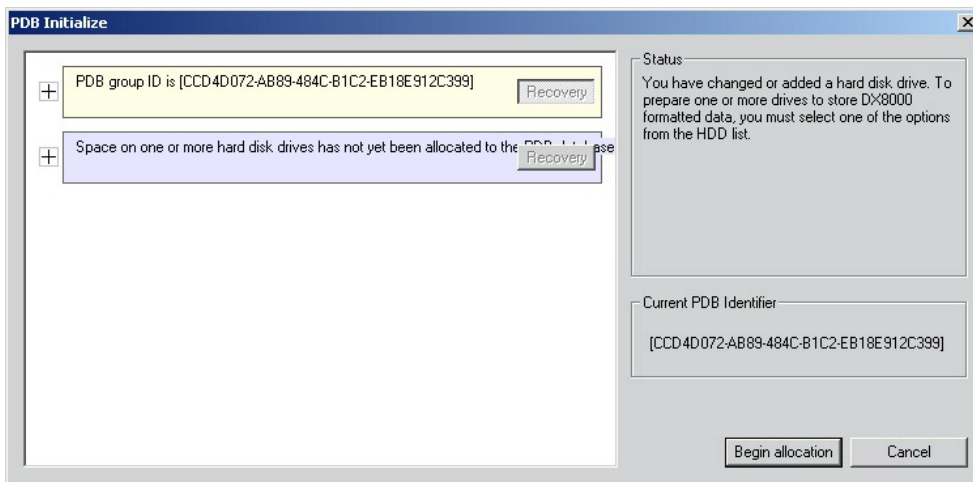 PDB Initialize
PDB group ID is [CCD4D072-AB89-484C-B1C2-EB18E912C399]
Recovery
Space on one or more hard disk drives has not yet been allocated to the PDB database
Recovery
Status
You have changed or added a hard disk drive. To
prepare one or more drives to store DX8000
formatted data, you must select one of the options
from the HDD list.
Current PDB Identifier
[CCD4D072-AB89-484C-B1C2-EB18E912C399]
Begin allocation
Cancel